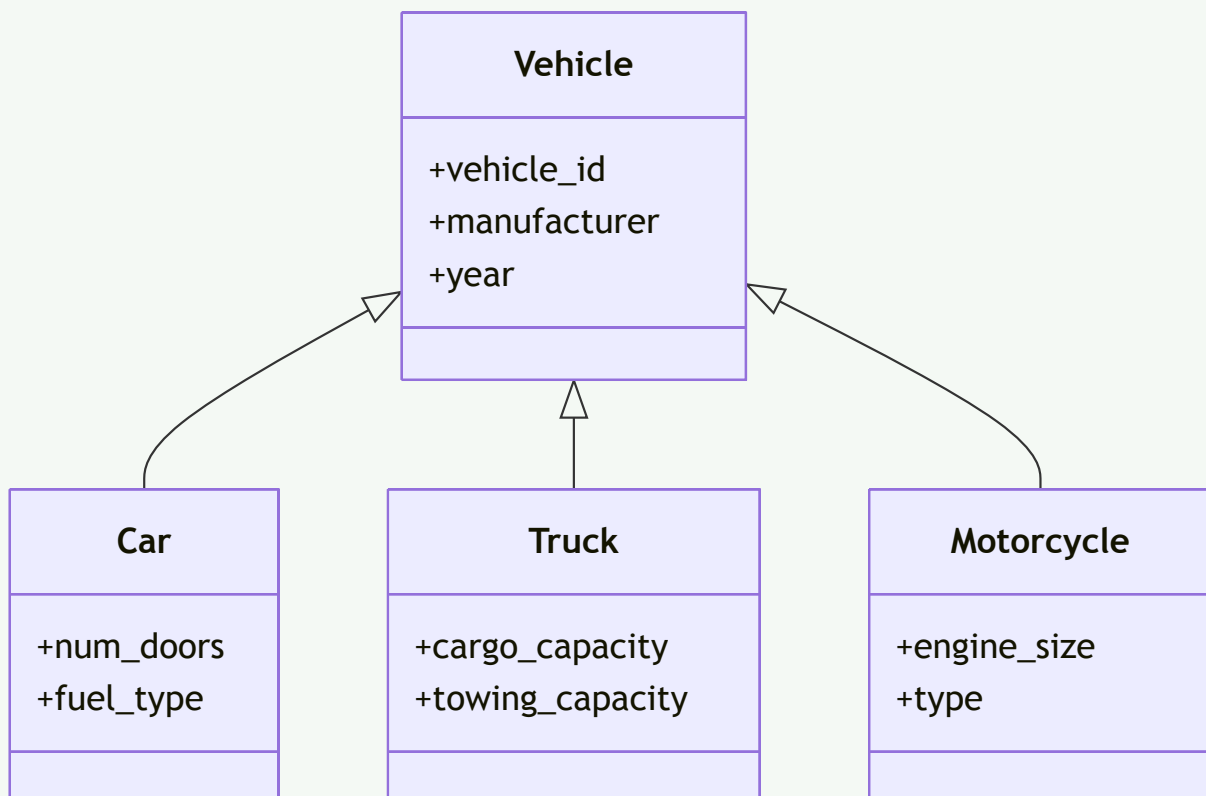 Vehicle
+vehicle_id
+manufacturer
+year
Car
+num_doors
+fuel_type
Truck
+cargo_capacity
+towing_capacity
Motorcycle
+engine_size
+type